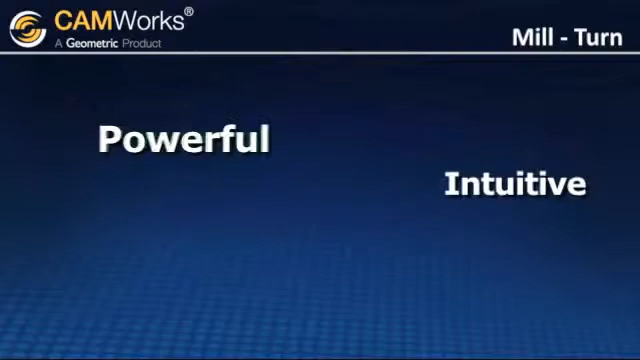 CAMWorks®
A Geometric Product
Mill - Turn
Powerful
Intuitive